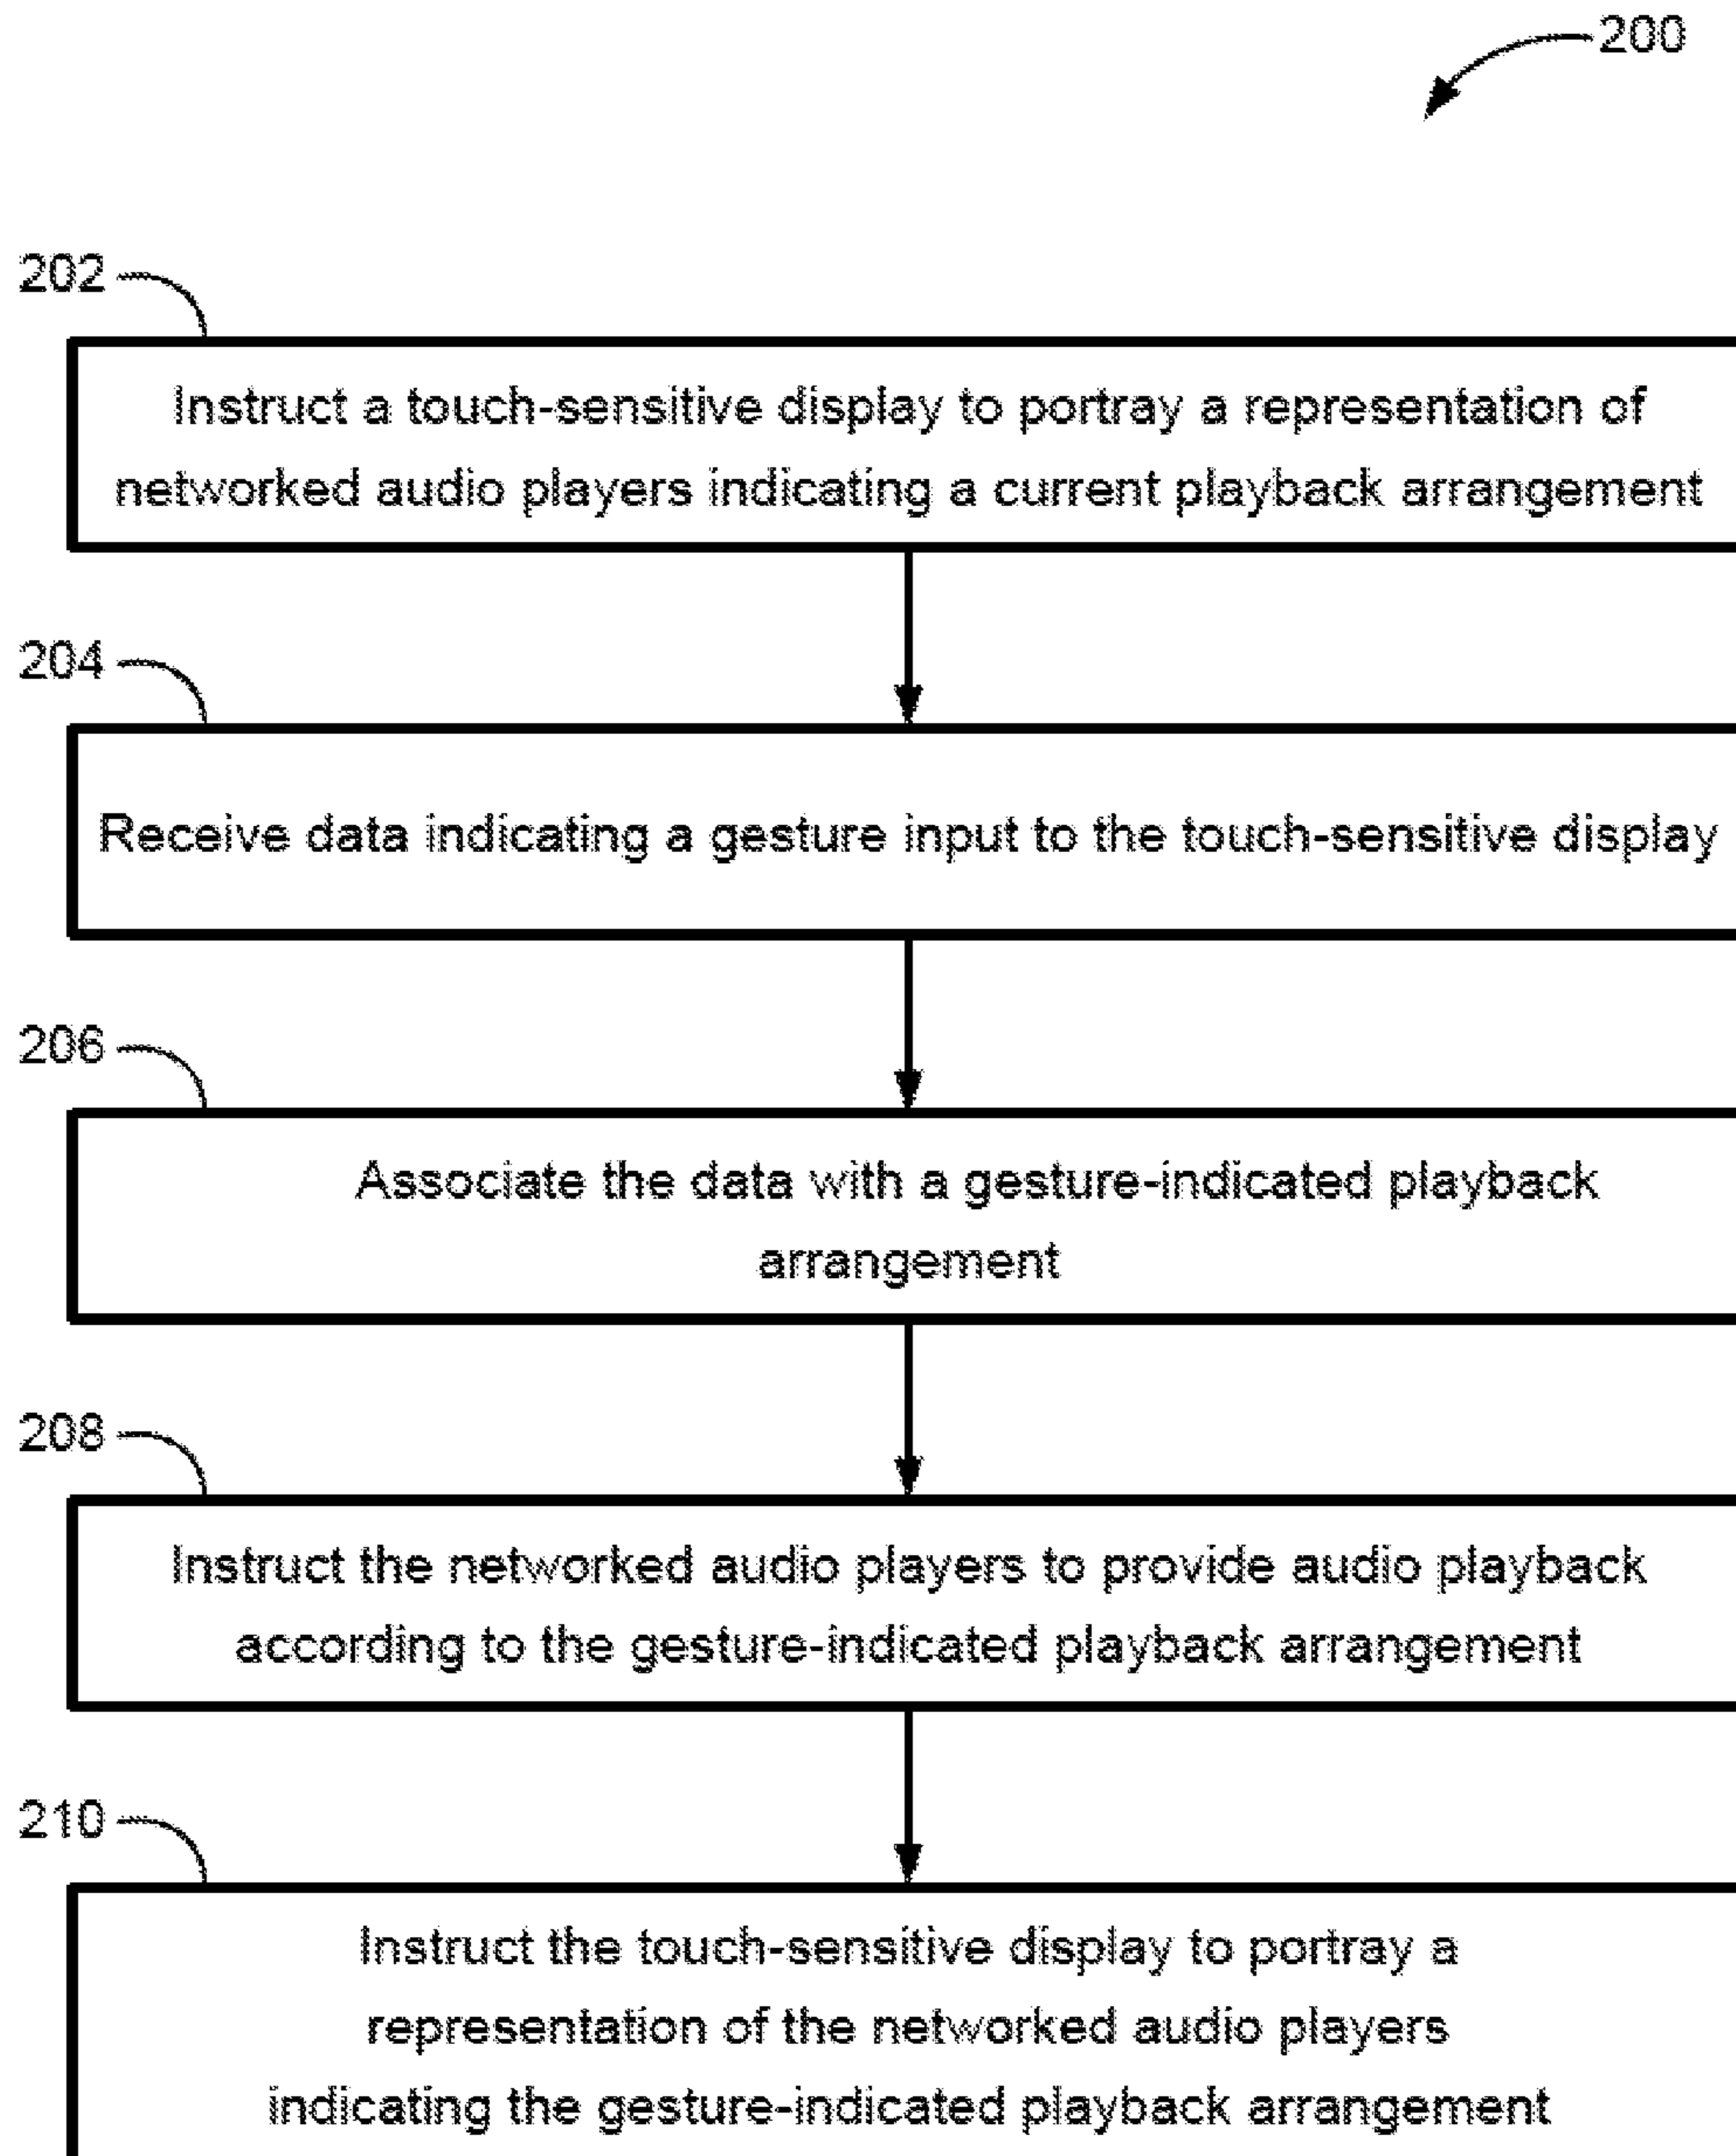 200
202
Instruct a touch-sensitive display to portray a representation of
networked audio players indicating a current playback arrangement
204
Receive data indicating a gesture input to the touch-sensitive display
206
Associate the data with a gesture-indicated playback
arrangement
208
Instruct the networked audio players to provide audio playback
according to the gesture-indicated playback arrangement
210
Instruct the touch-sensitive display to portray a
representation of the networked audio players
indicating the gesture-indicated playback arrangement